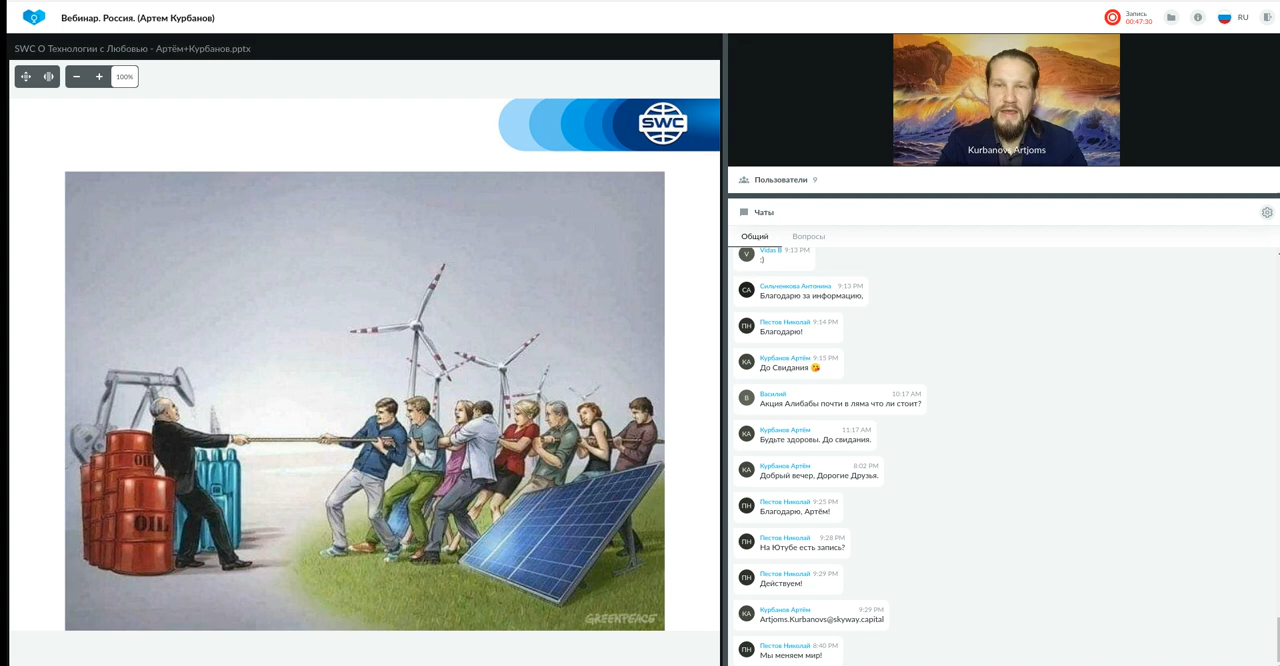 Вебинар. Россия. (Артем Курбанов)
Запись
00:47:30
RU
SWC О Технологии с Любовью - Артём+Курбанов.pptx
100%
SWC
OIL
OIL
GREENPEACE
Kurbanovs Artjoms
Пользователи 9
Чаты
Общий
Вопросы
V
Vidas B 9:13 PM
:)
СА
Сильченкова Антонина 9:13 PM
Благодарю за информацию,
ПН
Пестов Николай 9:14 PM
Благодарю!
КА
Курбанов Артём 9:15 PM
До Свидания 😘
В
Василий 10:17 AM
Акция Алибабы почти в ляма что ли стоит?
КА
Курбанов Артём 11:17 AM
Будьте здоровы. До свидания.
КА
Курбанов Артём 8:02 PM
Добрый вечер, Дорогие Друзья.
ПН
Пестов Николай 9:25 PM
Благодарю, Артём!
ПН
Пестов Николай 9:28 PM
На Ютубе есть запись?
ПН
Пестов Николай 9:29 PM
Действуем!
КА
Курбанов Артём 9:29 PM
Artjoms.Kurbanovs@skyway.capital
ПН
Пестов Николай 8:40 PM
Мы меняем мир!